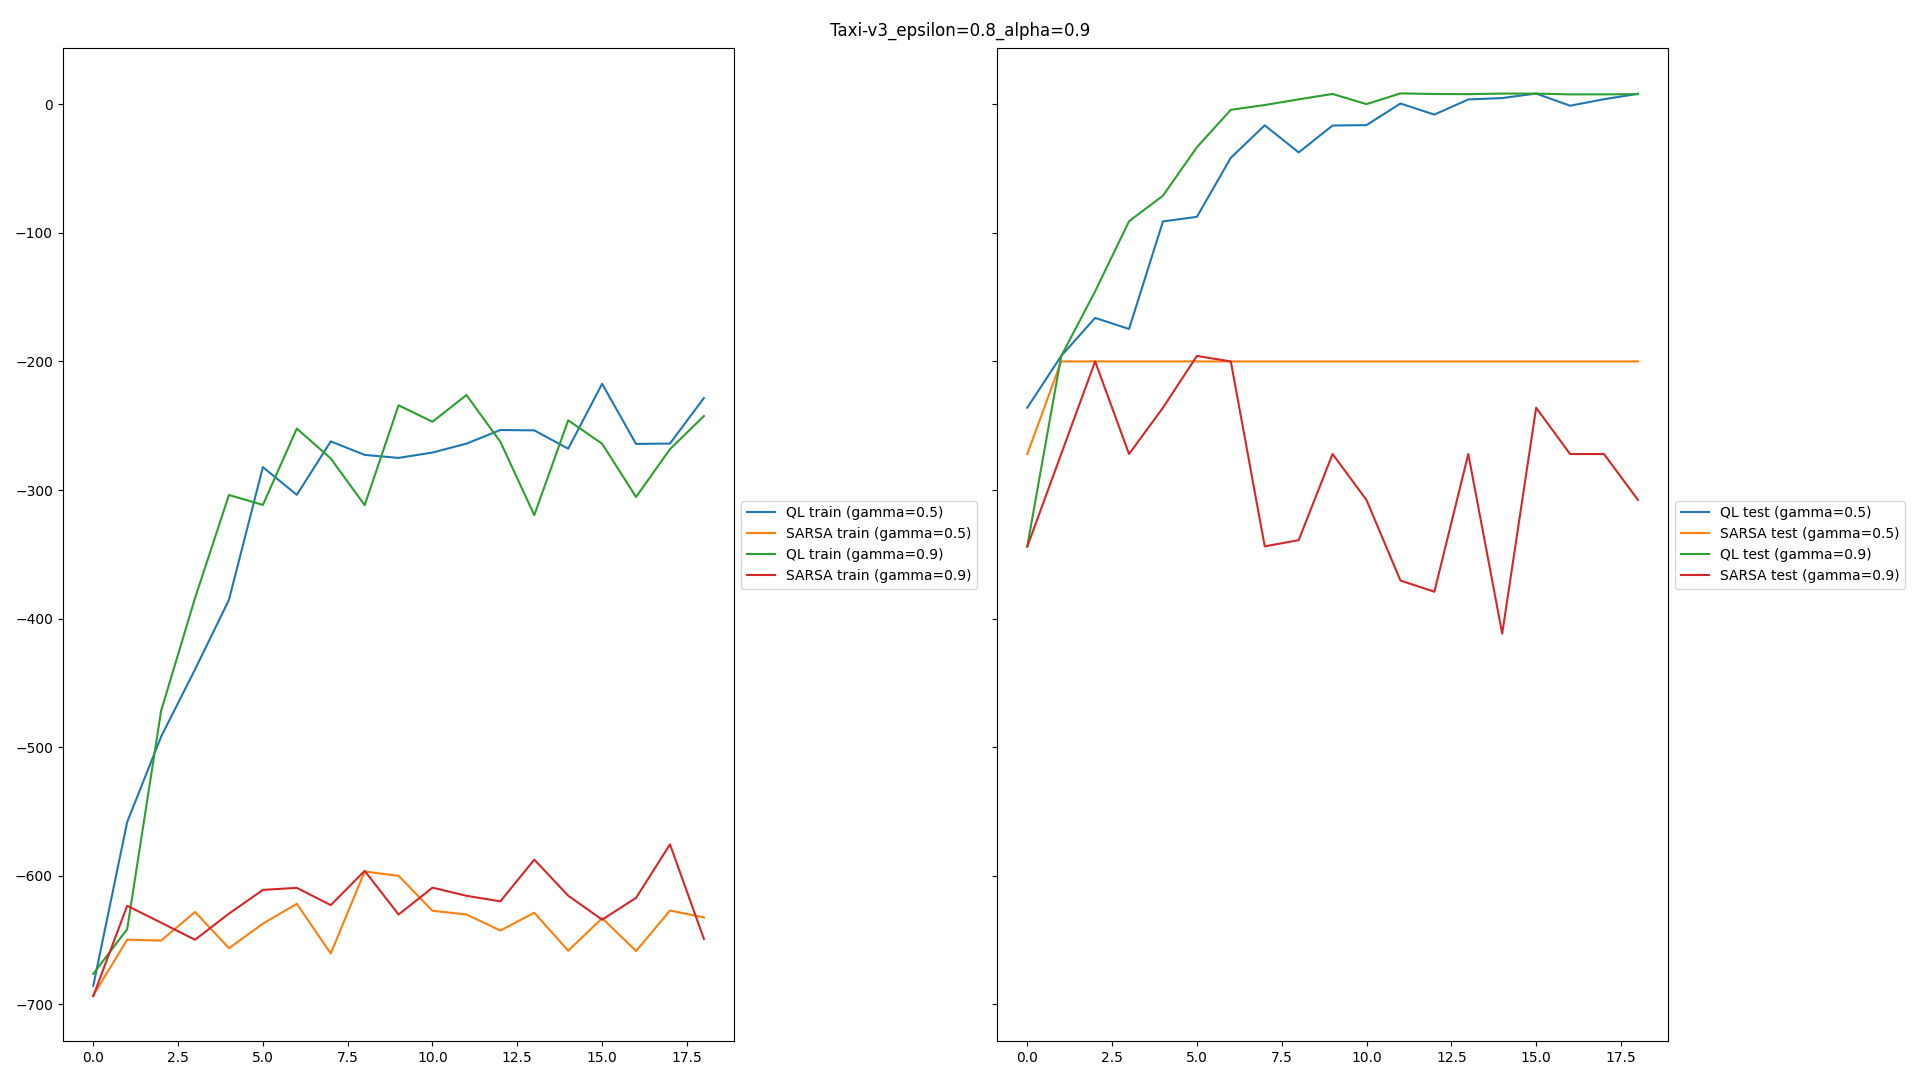 Taxi-v3_epsilon=0.8_alpha=0.9
0
−100
−200
−300
−400
−500
−600
−700
0.0 2.5 5.0 7.5 10.0 12.5 15.0 17.5
QL train (gamma=0.5)
SARSA train (gamma=0.5)
QL train (gamma=0.9)
SARSA train (gamma=0.9)
0.0 2.5 5.0 7.5 10.0 12.5 15.0 17.5
QL test (gamma=0.5)
SARSA test (gamma=0.5)
QL test (gamma=0.9)
SARSA test (gamma=0.9)